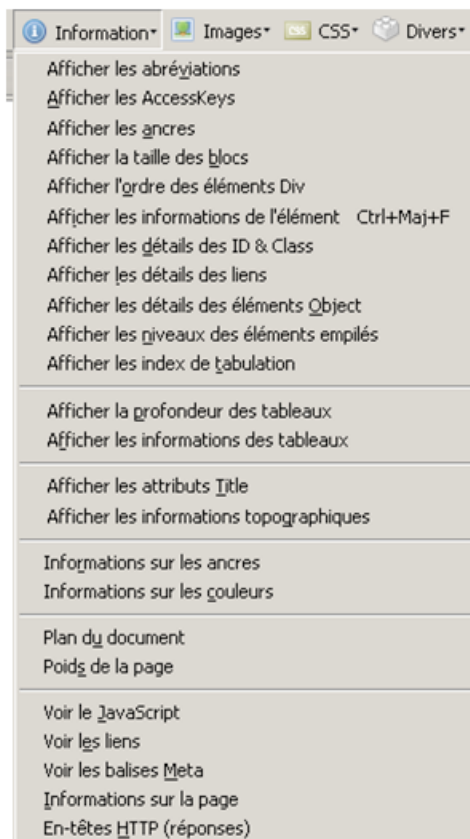 Information Images CSS CSS Divers
Afficher les abréviations
Afficher les AccessKeys
Afficher les ancres
Afficher la taille des blocs
Afficher l'ordre des éléments Div
Afficher les informations de l'élément Ctrl+Maj+F
Afficher les détails des ID & Class
Afficher les détails des liens
Afficher les détails des éléments Object
Afficher les niveaux des éléments empilés
Afficher les index de tabulation
Afficher la profondeur des tableaux
Afficher les informations des tableaux
Afficher les attributs Title
Afficher les informations topographiques
Informations sur les ancres
Informations sur les couleurs
Plan du document
Poids de la page
Voir le JavaScript
Voir les liens
Voir les balises Meta
Informations sur la page
En-têtes HTTP (réponses)